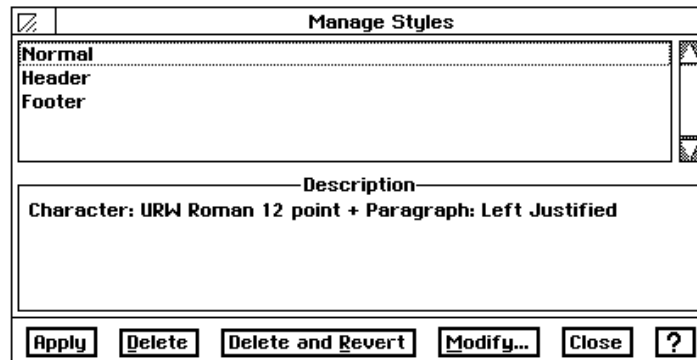 Manage Styles
Normal
Header
Footer
Description
Character: URW Roman 12 point + Paragraph: Left Justified
Apply Delete Delete and Revert Modify... Close ?